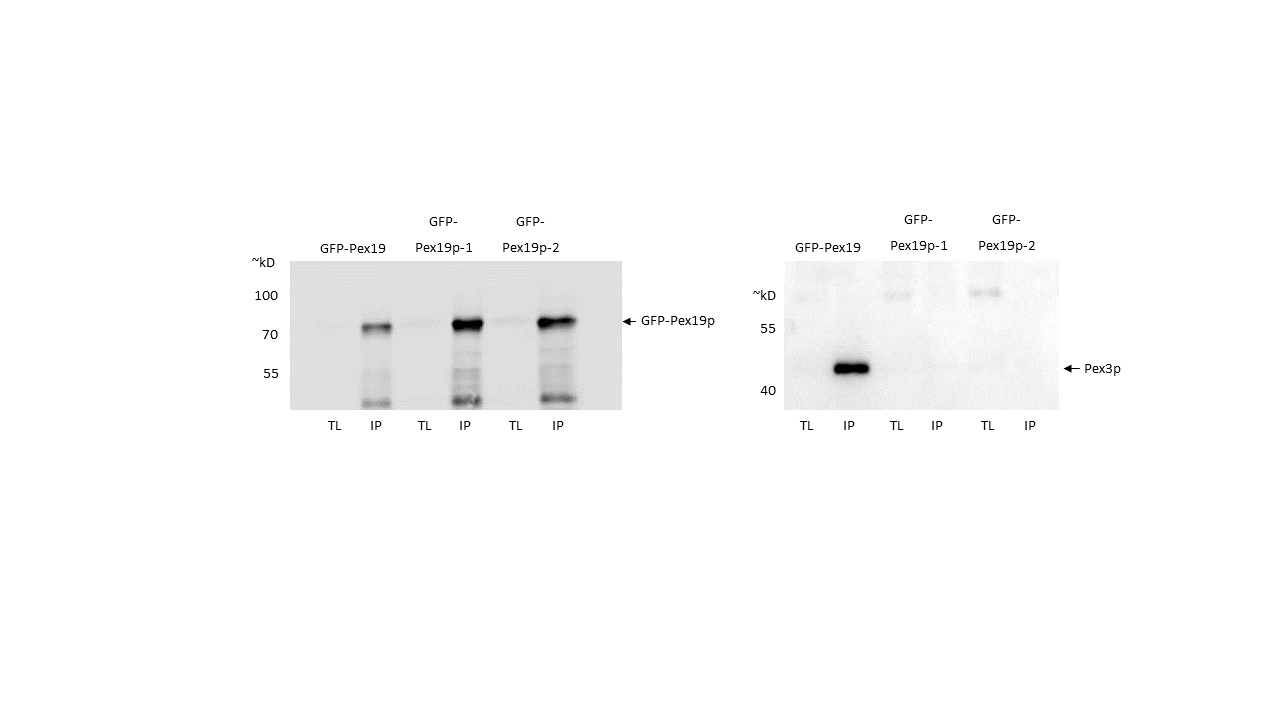 GFP-
Pex19p-1
GFP-
Pex19p-2
GFP-Pex19
~kD
100
70
55
GFP-Pex19p
TL IP TL IP TL IP
GFP-
Pex19p-1
GFP-
Pex19p-2
GFP-Pex19
~kD
55
40
Pex3p
TL IP TL IP TL IP